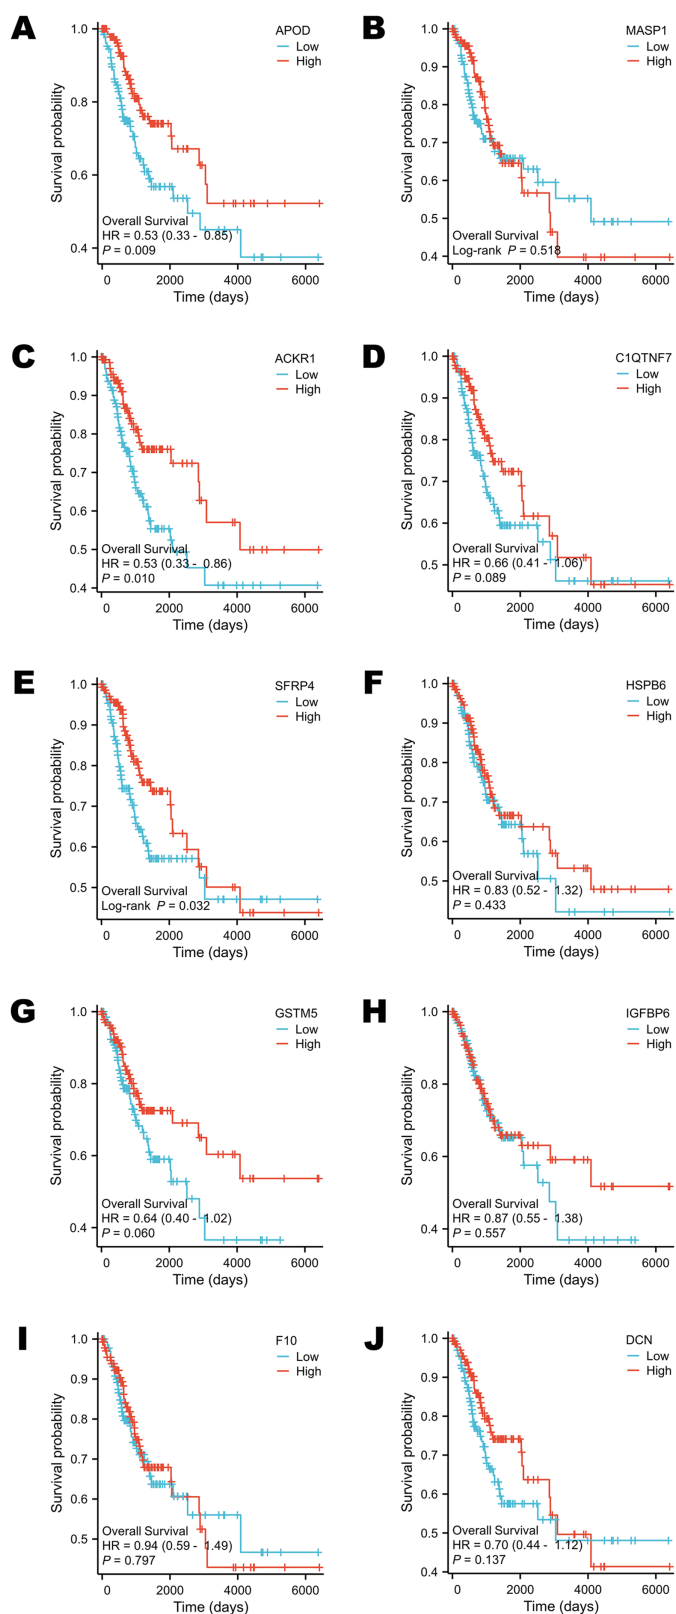 A
APOD
Low
High
Survival probability
1.0
0.8
0.6
0.4
Overall Survival
HR = 0.53 (0.33 - 0.85)
P = 0.009
0 2000 4000 6000
Time (days)
B
MASP1
Low
High
Survival probability
1.0
0.9
0.8
0.7
0.6
0.5
0.4
Overall Survival
Log-rank P = 0.518
0 2000 4000 6000
Time (days)
C
ACKR1
Low
High
Survival probability
1.0
0.9
0.8
0.7
0.6
0.5
0.4
Overall Survival
HR = 0.53 (0.33 - 0.86)
P = 0.010
0 2000 4000 6000
Time (days)
D
C1QTNF7
Low
High
Survival probability
1.0
0.9
0.8
0.7
0.6
0.5
Overall Survival
HR = 0.66 (0.41 - 1.06)
P = 0.089
0 2000 4000 6000
Time (days)
E
SFRP4
Low
High
Survival probability
1.0
0.9
0.8
0.7
0.6
0.5
Overall Survival
Log-rank P = 0.032
0 2000 4000 6000
Time (days)
F
HSPB6
Low
High
Survival probability
1.0
0.9
0.8
0.7
0.6
0.5
Overall Survival
HR = 0.83 (0.52 - 1.32)
P = 0.433
0 2000 4000 6000
Time (days)
G
GSTM5
Low
High
Survival probability
1.0
0.8
0.6
0.4
Overall Survival
HR = 0.64 (0.40 - 1.02)
P = 0.060
0 2000 4000 6000
Time (days)
H
IGFBP6
Low
High
Survival probability
1.0
0.8
0.6
0.4
Overall Survival
HR = 0.87 (0.55 - 1.38)
P = 0.557
0 2000 4000 6000
Time (days)
I
F10
Low
High
Survival probability
1.0
0.9
0.8
0.7
0.6
0.5
Overall Survival
HR = 0.94 (0.59 - 1.49)
P = 0.797
0 2000 4000 6000
Time (days)
J
DCN
Low
High
Survival probability
1.0
0.9
0.8
0.7
0.6
0.5
0.4
Overall Survival
HR = 0.70 (0.44 - 1.12)
P = 0.137
0 2000 4000 6000
Time (days)